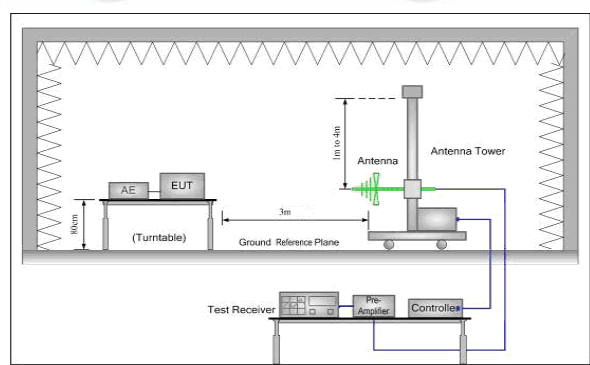 1m to 4m
Antenna
Antenna Tower
AE
EUT
3m
80cm
(Turntable)
Ground Reference Plane
Test Receiver
Pre-
Amplifier
Controller